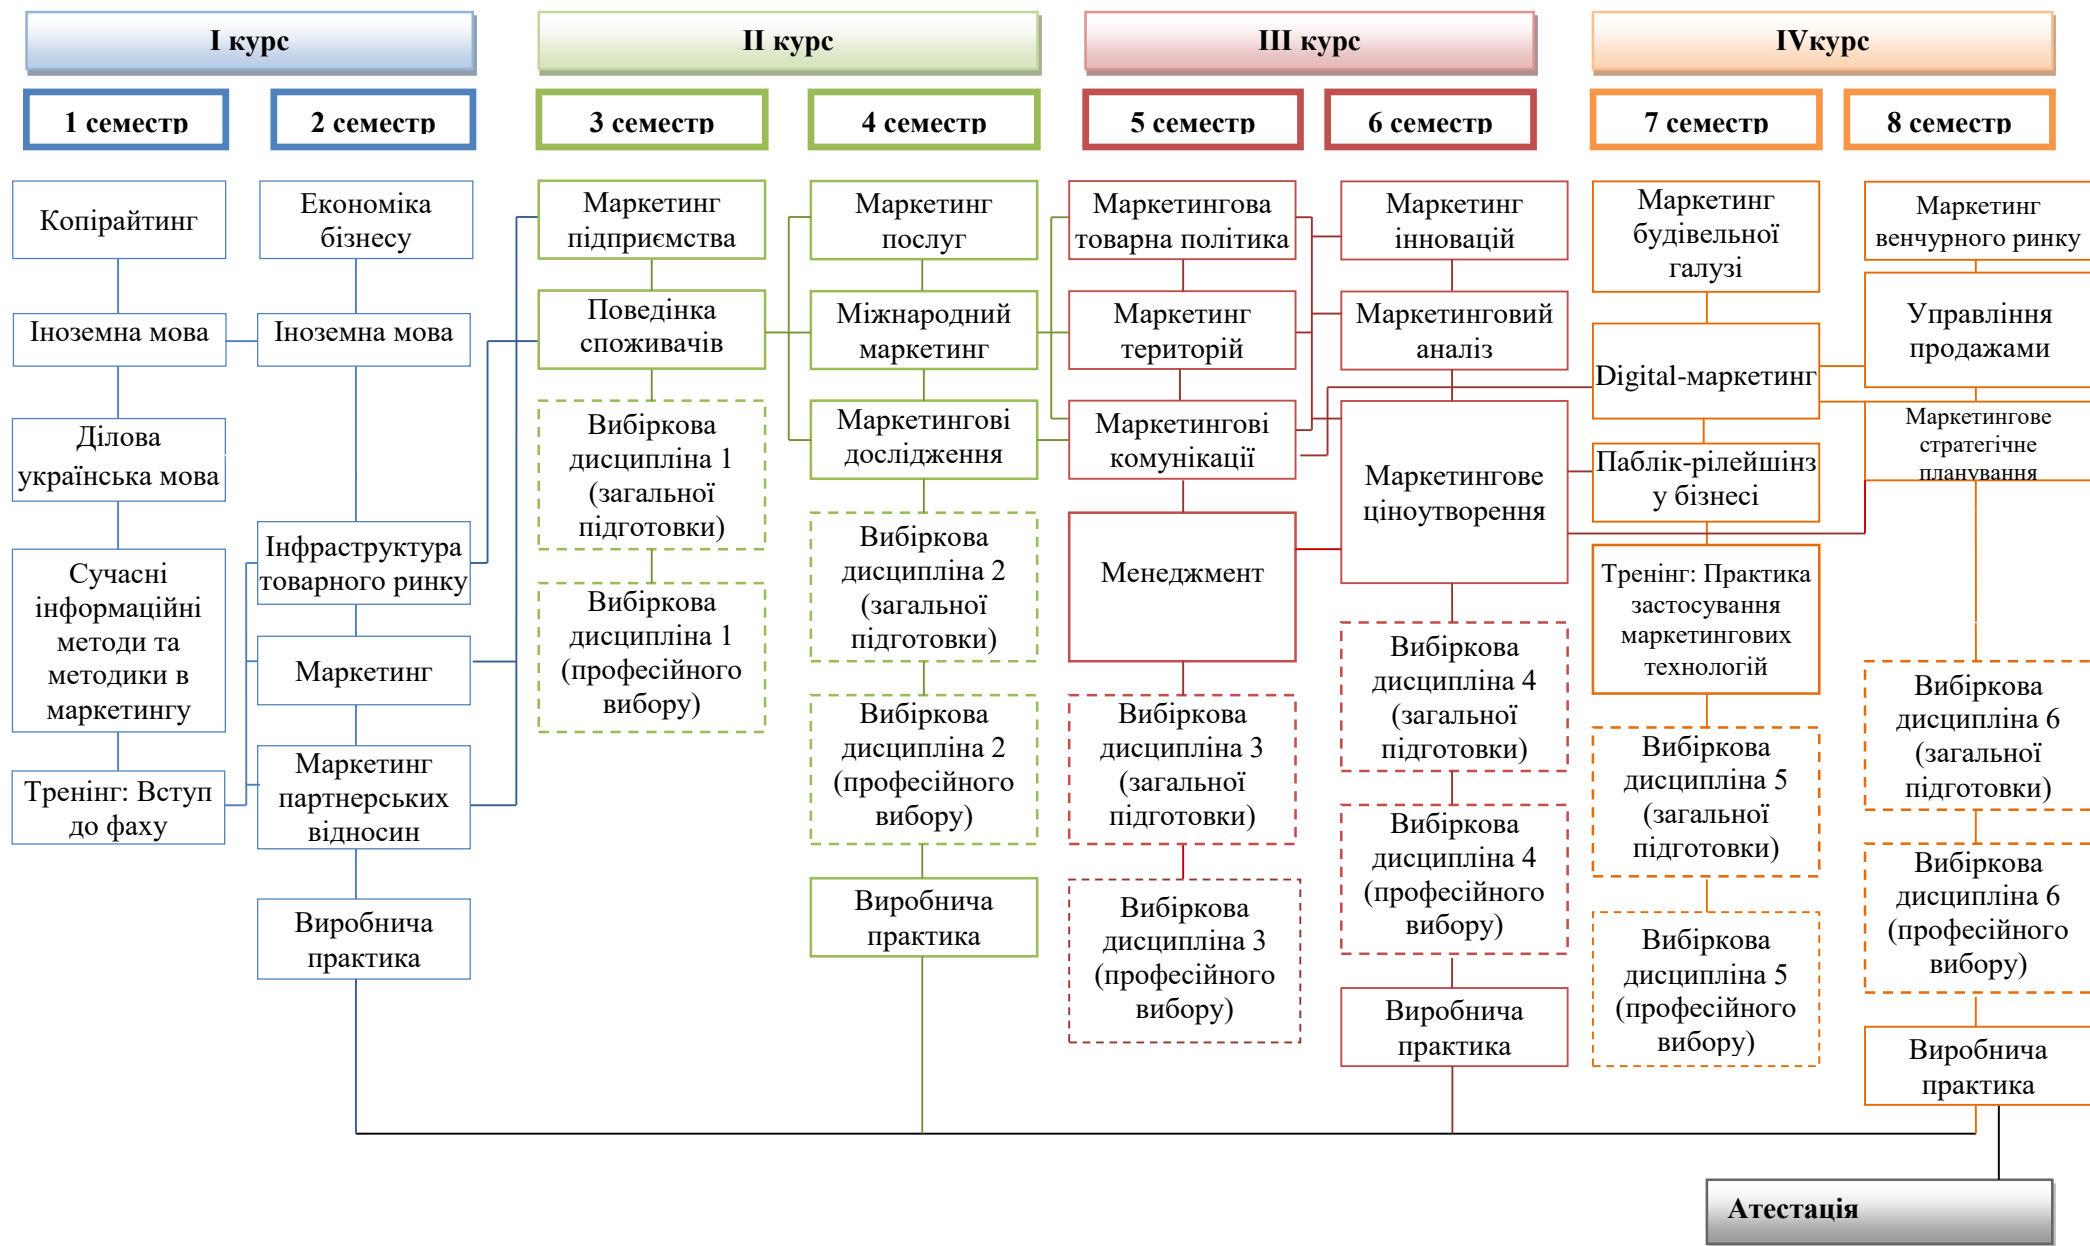 I курс
II курс
III курс
IVкурс
1 семестр
2 семестр
3 семестр
4 семестр
5 семестр
6 семестр
7 семестр
8 семестр
Копірайтинг
Іноземна мова
Ділова
українська мова
Сучасні
інформаційні
методи та
методики в
маркетингу
Тренінг: Вступ
до фаху
Економіка
бізнесу
Іноземна мова
Інфраструктура
товарного ринку
Маркетинг
Маркетинг
партнерських
відносин
Виробнича
практика
Маркетинг
підприємства
Поведінка
споживачів
Вибіркова
дисципліна 1
(загальної
підготовки)
Вибіркова
дисципліна 1
(професійного
вибору)
Маркетинг
послуг
Міжнародний
маркетинг
Маркетингові
дослідження
Вибіркова
дисципліна 2
(загальної
підготовки)
Вибіркова
дисципліна 2
(професійного
вибору)
Виробнича
практика
Маркетингова
товарна політика
Маркетинг
територій
Маркетингові
комунікації
Менеджмент
Вибіркова
дисципліна 3
(загальної
підготовки)
Вибіркова
дисципліна 3
(професійного
вибору)
Маркетинг
інновацій
Маркетинговий
аналіз
Маркетингове
ціноутворення
Вибіркова
дисципліна 4
(загальної
підготовки)
Вибіркова
дисципліна 4
(професійного
вибору)
Виробнича
практика
Маркетинг
будівельної
галузі
Digital-маркетинг
Паблік-рілейшінз
у бізнесі
Тренінг: Практика
застосування
маркетингових
технологій
Вибіркова
дисципліна 5
(загальної
підготовки)
Вибіркова
дисципліна 5
(професійного
вибору)
Маркетинг
венчурного ринку
Управління
продажами
Маркетингове
стратегічне
планування
Вибіркова
дисципліна 6
(загальної
підготовки)
Вибіркова
дисципліна 6
(професійного
вибору)
Виробнича
практика
Атестація